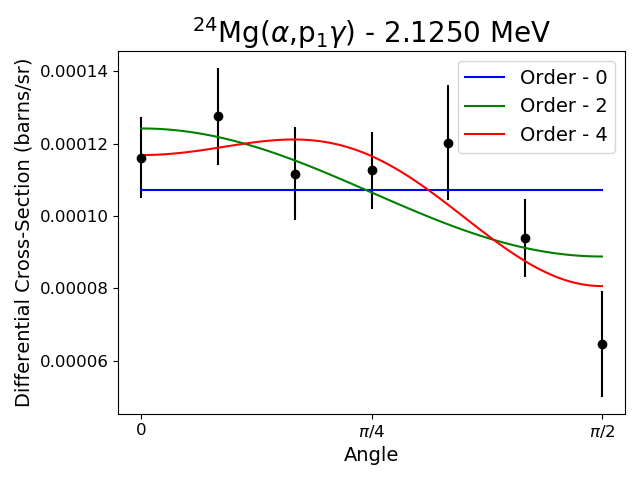 ²⁴Mg(α,p₁γ) - 2.1250 MeV
Differential Cross-Section (barns/sr)
0.00014
0.00012
0.00010
0.00008
0.00006
Order - 0
Order - 2
Order - 4
0
π/4
π/2
Angle